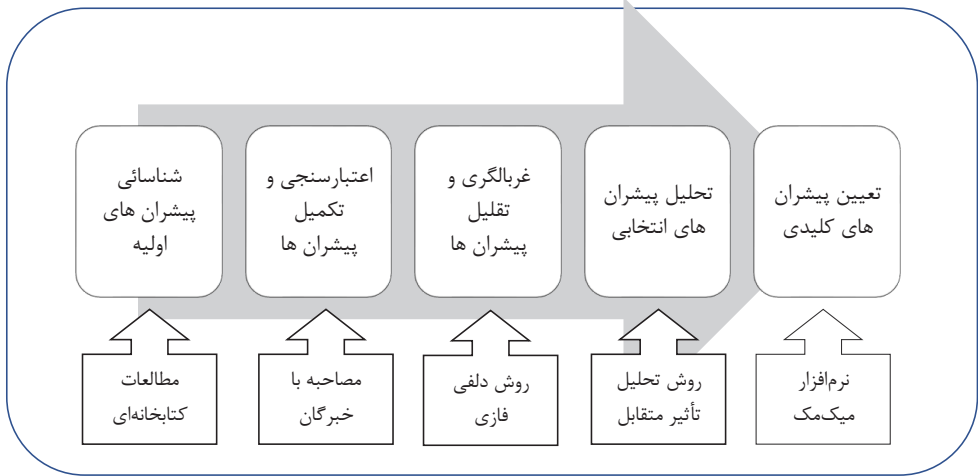 شناسائی
پیشران های
اولیه
اعتبارسنجی و
تکمیل
پیشران ها
غربالگری و
تقلیل
پیشران ها
تحلیل پیشران
های انتخابی
تعیین پیشران
های کلیدی
مطالعات
کتابخانه‌ای
مصاحبه با
خبرگان
روش دلفی
فازی
روش تحلیل
تأثیر متقابل
نرم‌افزار
میک‌مک